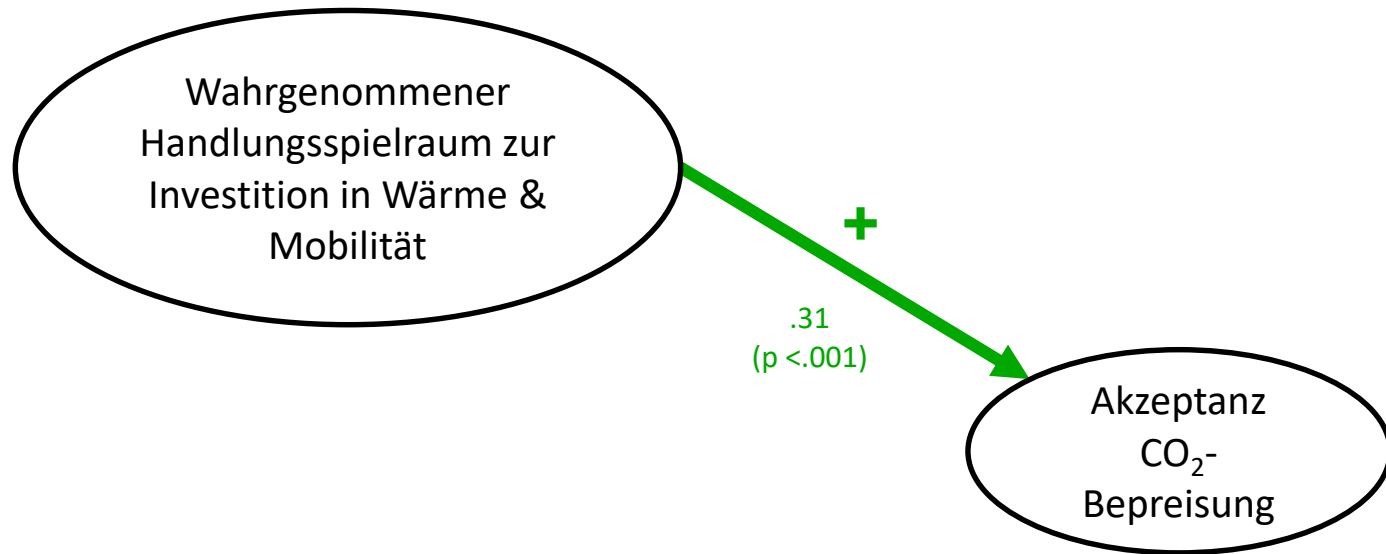 Wahrgenommener
Handlungsspielraum zur
Investition in Wärme &
Mobilität
+
.31
(p <.001)
Akzeptanz
CO₂-
Bepreisung